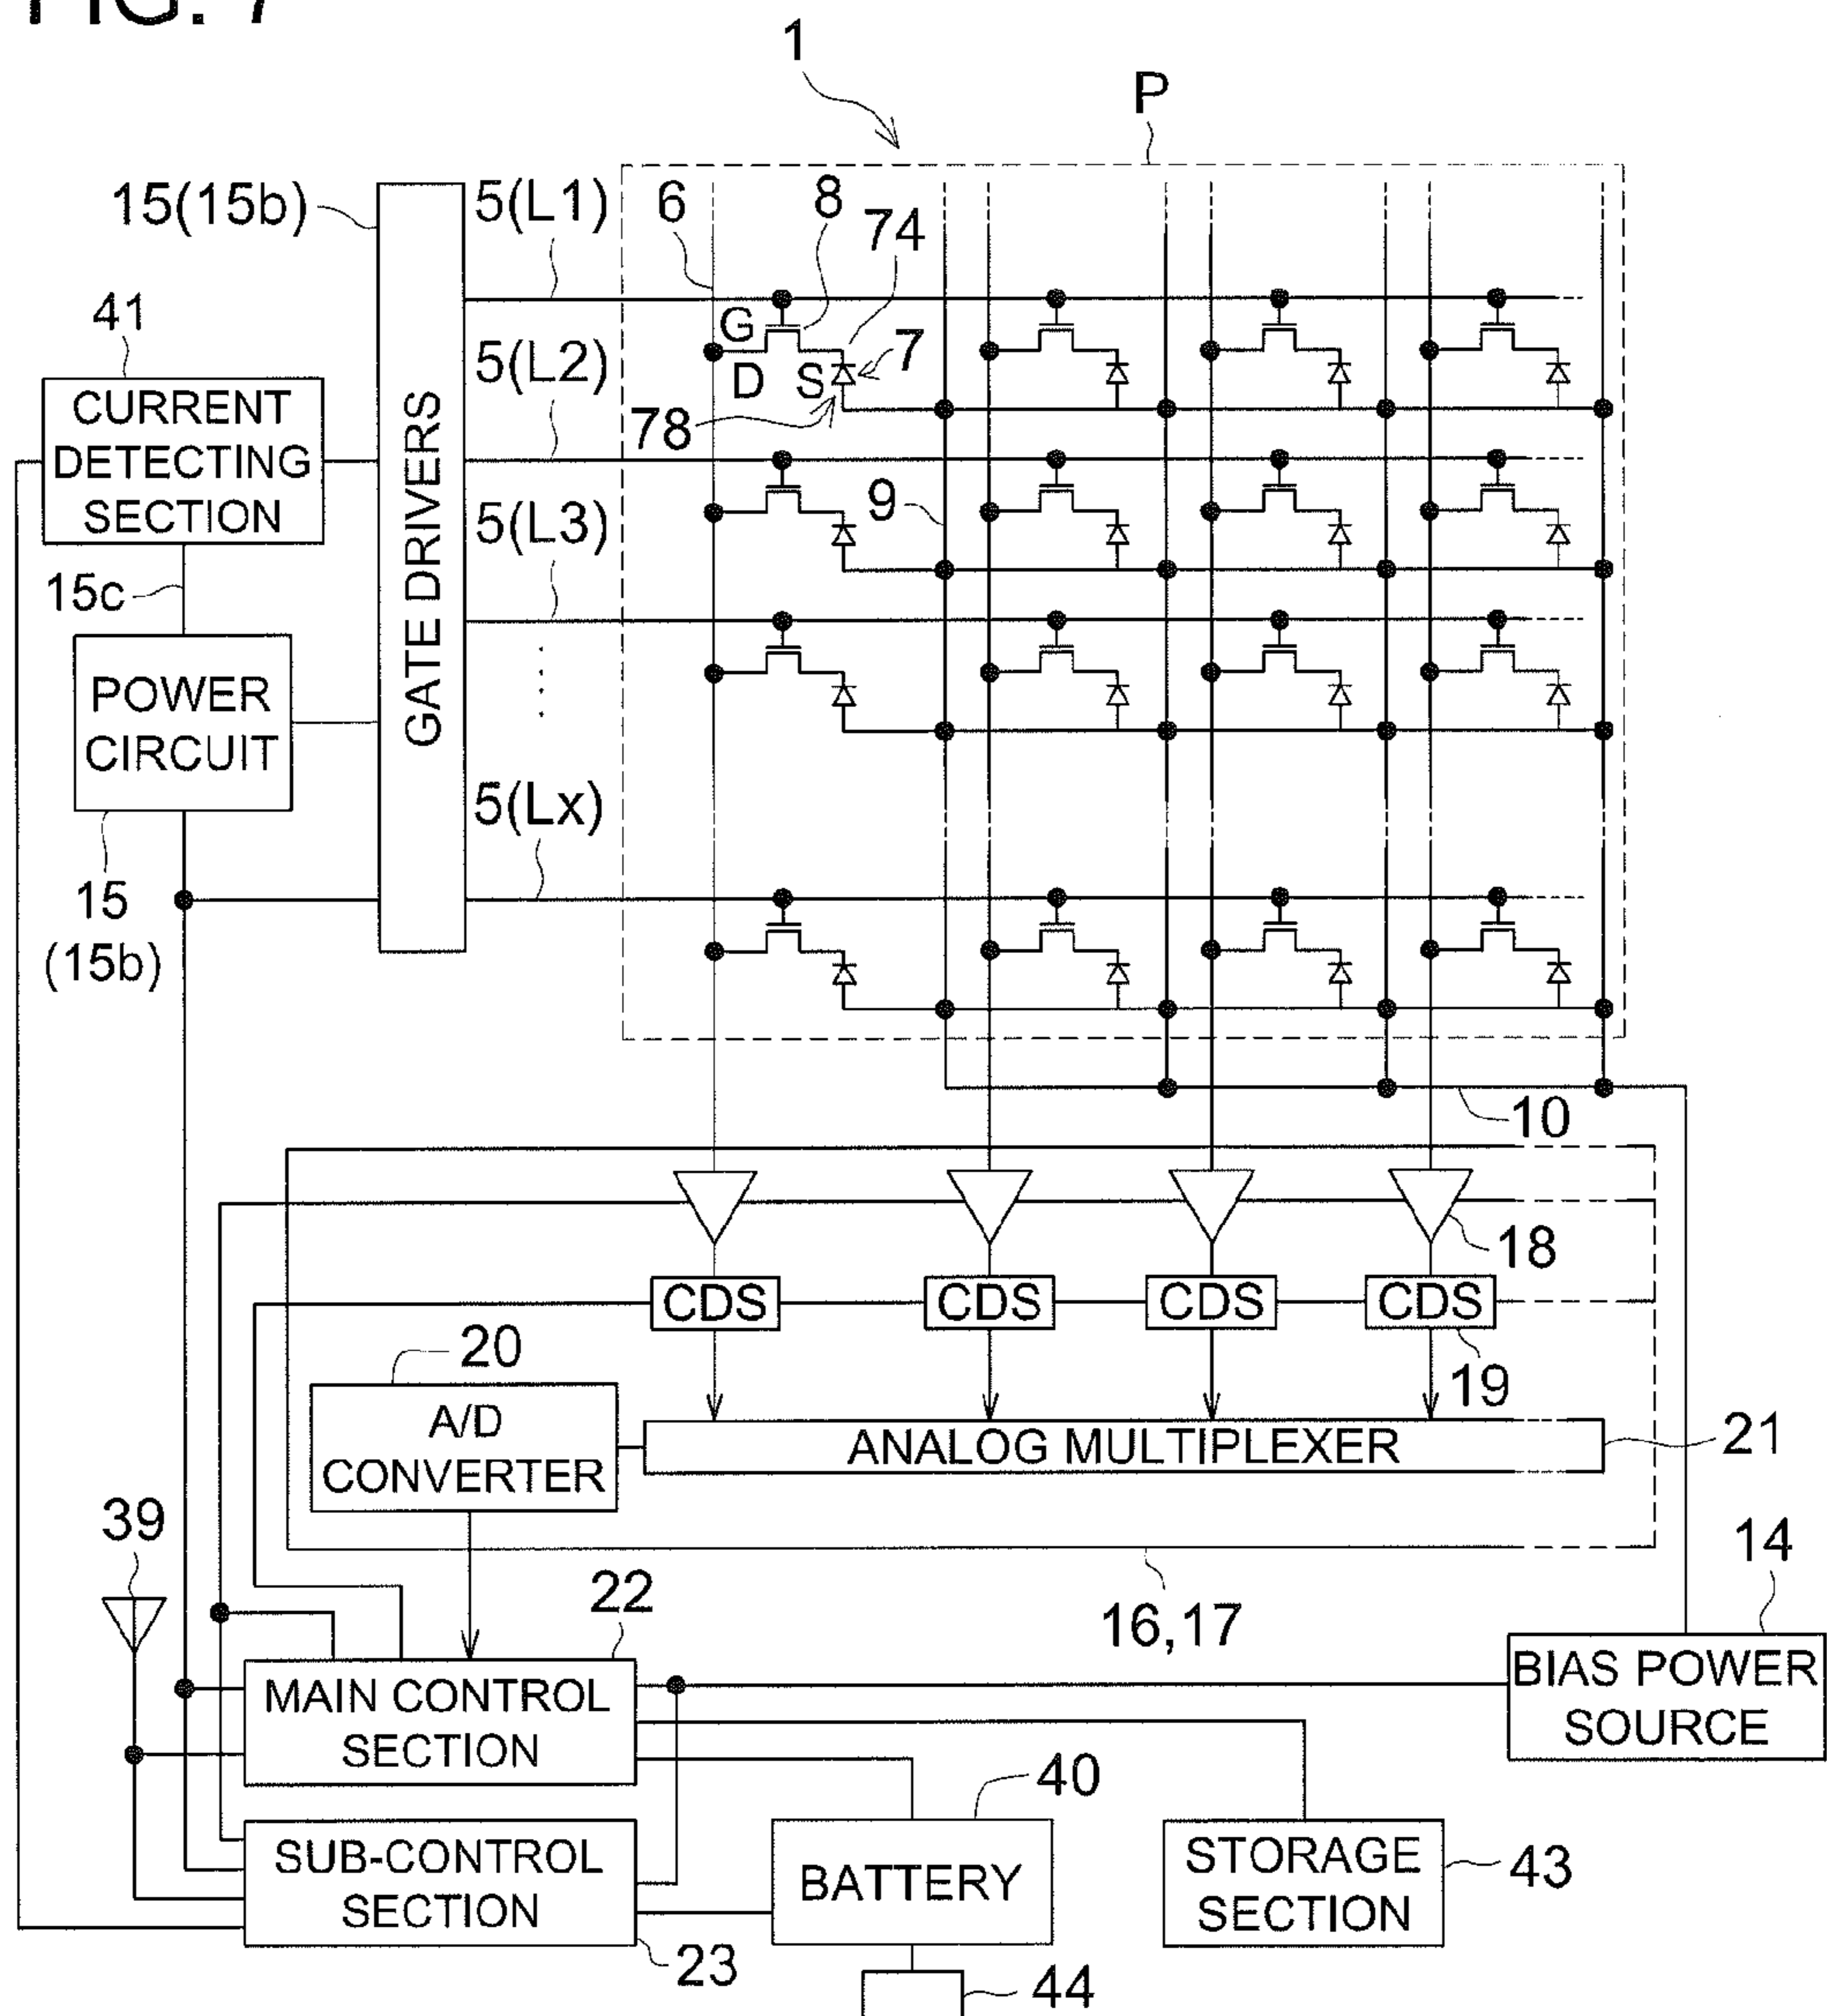 FIG. 7
1
P
15(15b)
5(L1)
6
8
74
41
G
7
5(L2)
D
S
CURRENT
DETECTING
SECTION
78
GATE DRIVERS
9
5(L3)
15c
POWER
CIRCUIT
5(Lx)
15
(15b)
10
18
CDS
CDS
CDS
CDS
20
19
A/D
CONVERTER
ANALOG MULTIPLEXER
21
39
14
22
16,17
MAIN CONTROL
SECTION
BIAS POWER
SOURCE
40
SUB-CONTROL
SECTION
BATTERY
STORAGE
SECTION
43
23
44